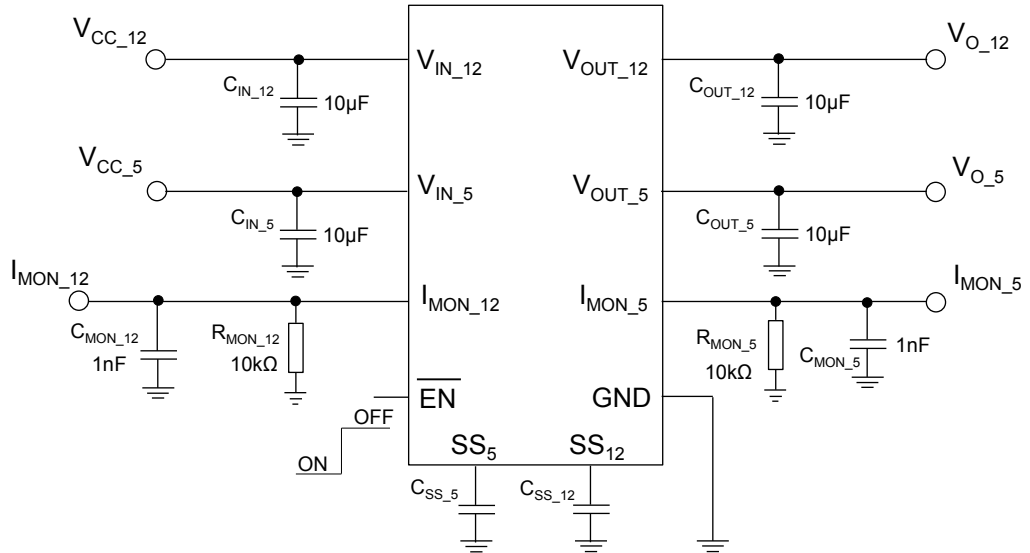 V_CC_12
V_IN_12
V_OUT_12
V_O_12
C_IN_12
10µF
C_OUT_12
10µF
V_CC_5
V_IN_5
V_OUT_5
V_O_5
C_IN_5
10µF
C_OUT_5
10µF
I_MON_12
I_MON_12
I_MON_5
I_MON_5
C_MON_12
1nF
R_MON_12
10kΩ
R_MON_5
10kΩ
C_MON_5
1nF
EN
GND
OFF
ON
SS_5
SS_12
C_SS_5
C_SS_12